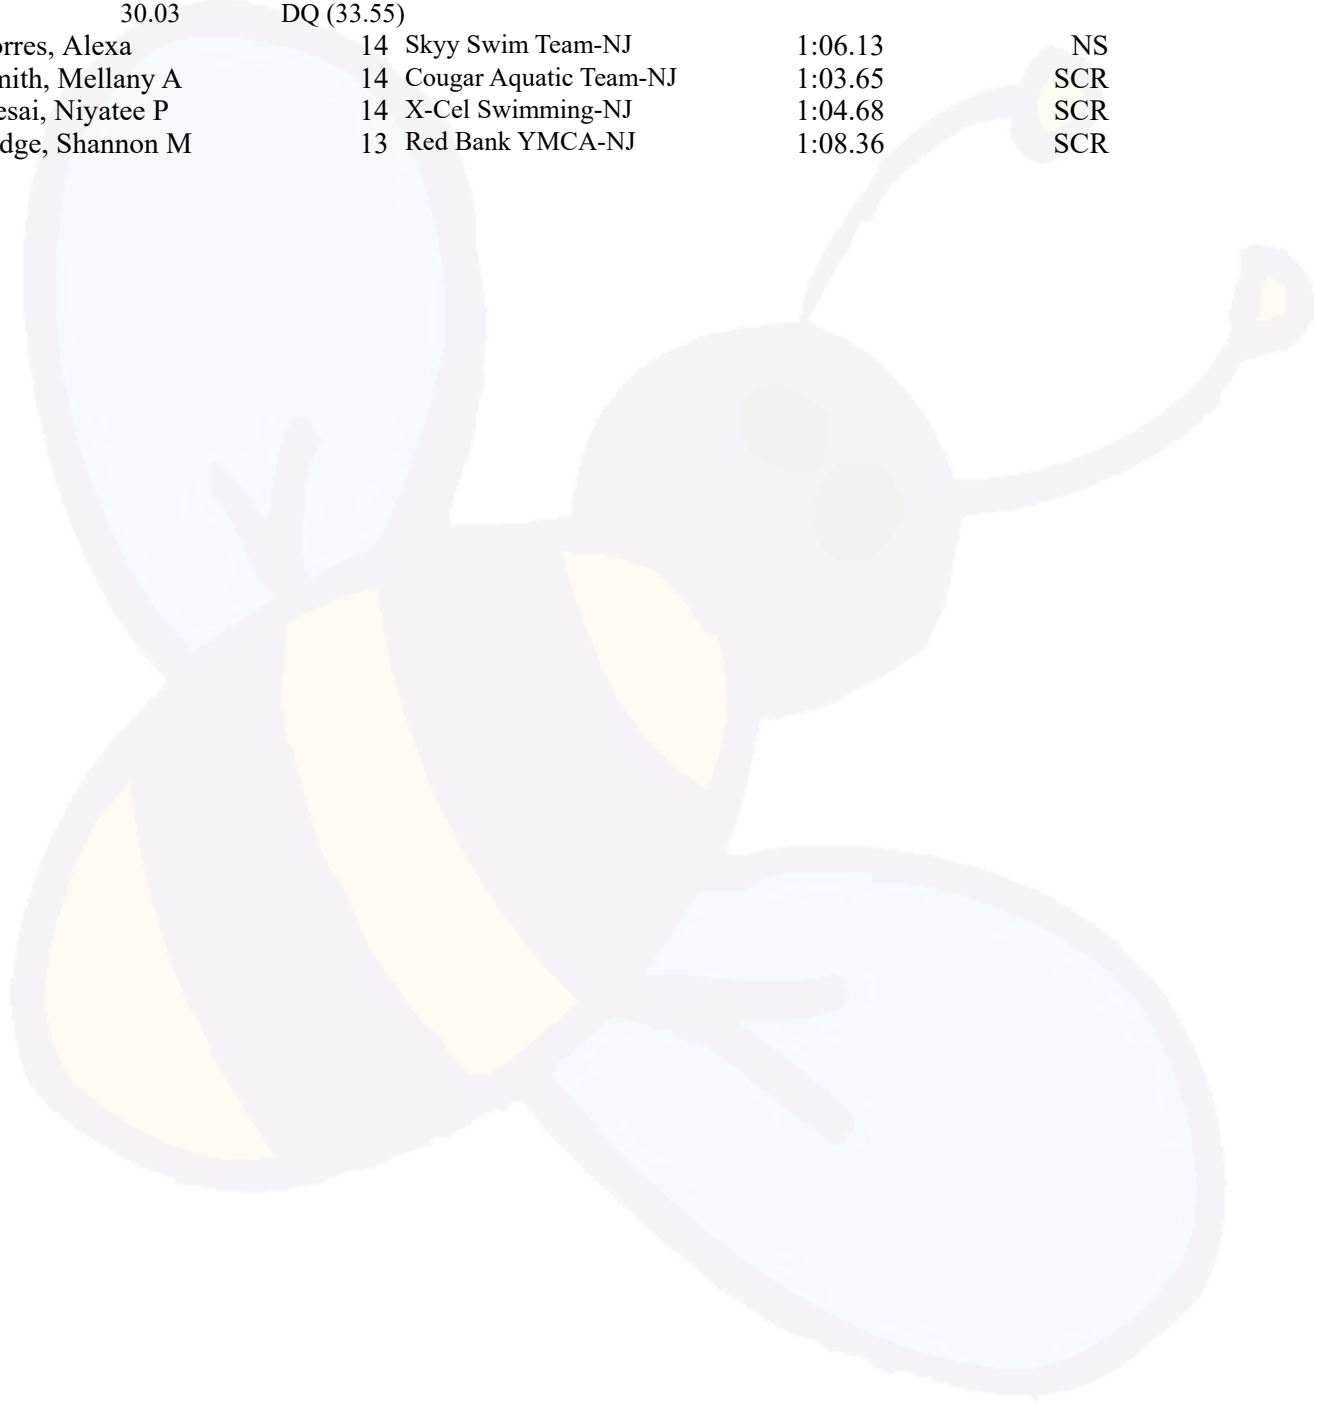 30.03 DQ (33.55)
orres, Alexa 14 Skyy Swim Team-NJ 1:06.13 NS
mith, Mellany A 14 Cougar Aquatic Team-NJ 1:03.65 SCR
esai, Niyatee P 14 X-Cel Swimming-NJ 1:04.68 SCR
dge, Shannon M 13 Red Bank YMCA-NJ 1:08.36 SCR